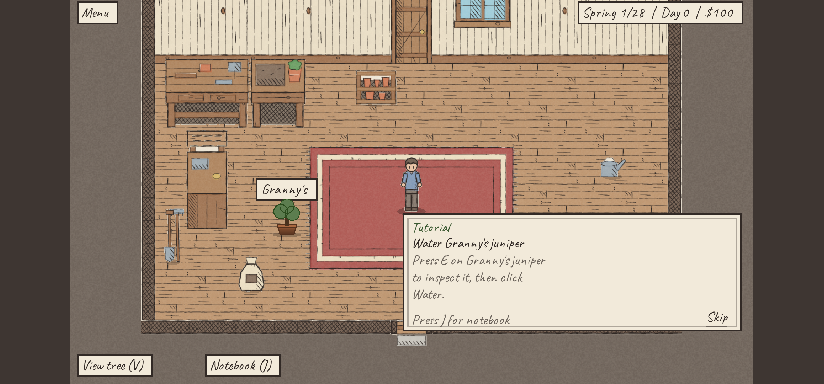 Menu
Spring 1/28 | Day 0 | $100
Granny's
Tutorial
Water Granny's juniper
Press E on Granny's juniper
to inspect it, then click
Water.
Press J for notebook
Skip
View tree (V)
Notebook (J)